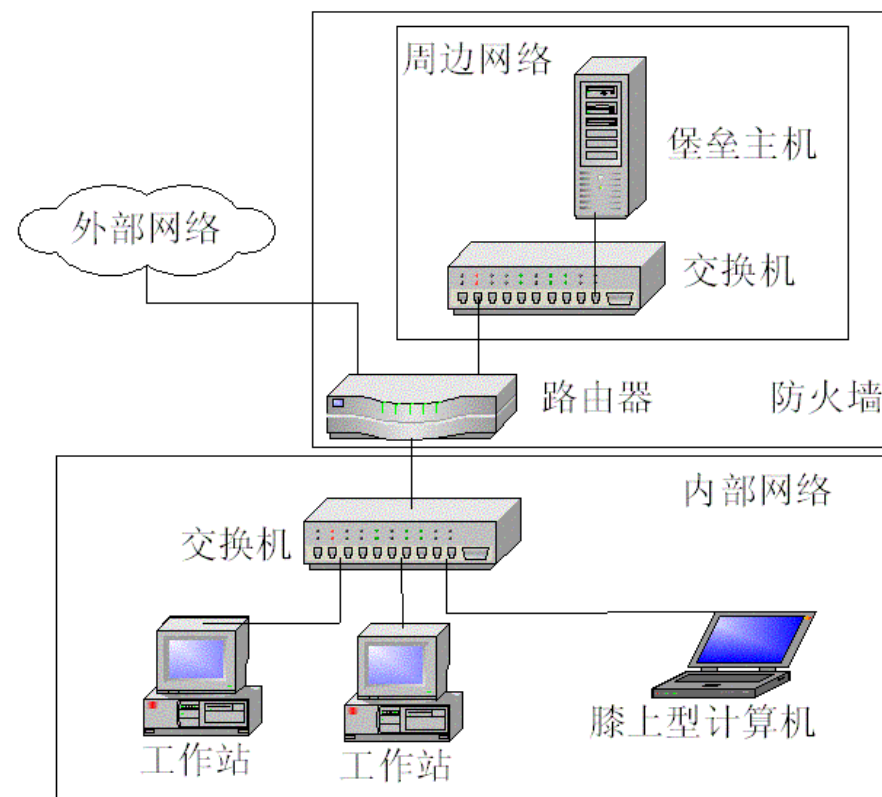 周边网络
堡垒主机
外部网络
交换机
路由器
防火墙
内部网络
交换机
膝上型计算机
工作站
工作站